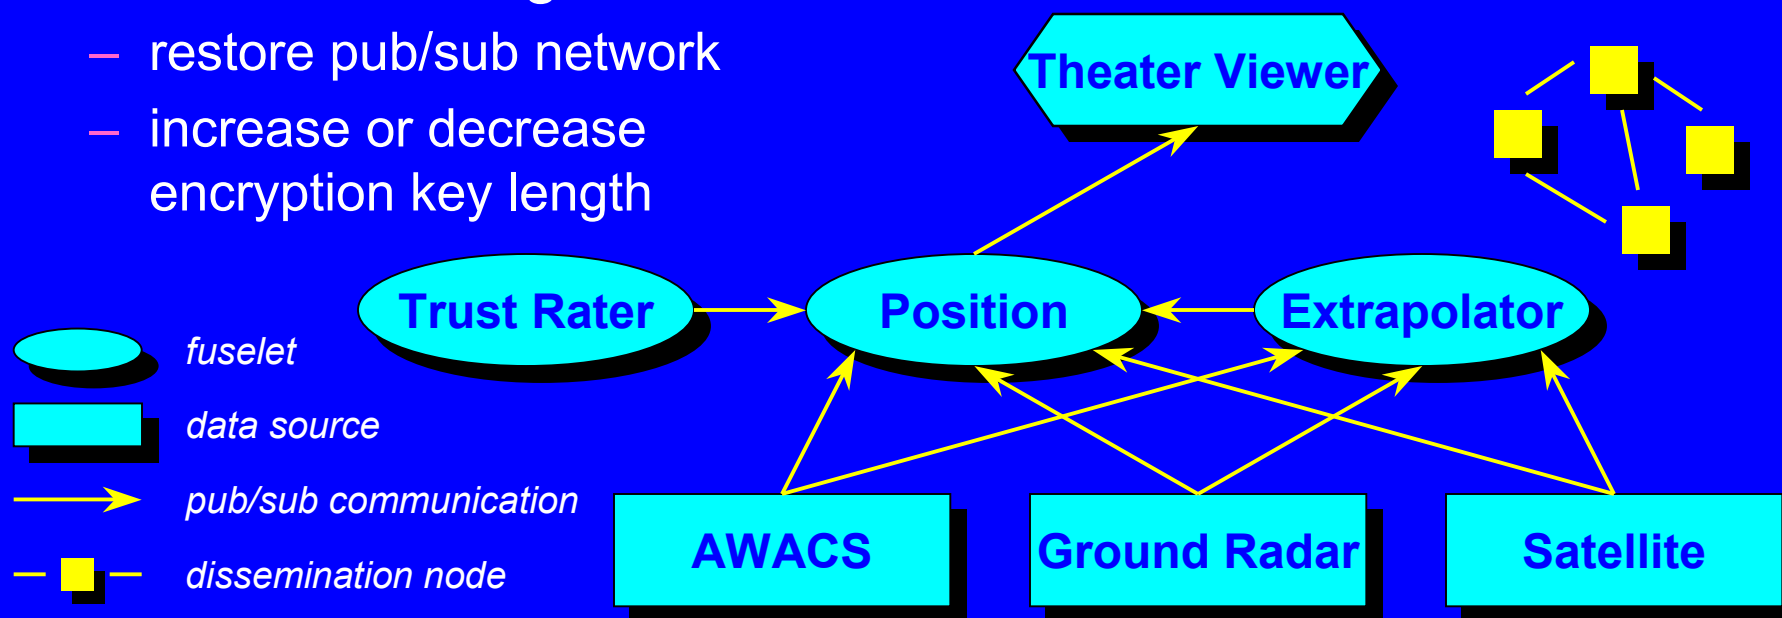 – restore pub/sub network
– increase or decrease
encryption key length
Theater Viewer
Trust Rater
Position
Extrapolator
fuselet
data source
pub/sub communication
dissemination node
AWACS
Ground Radar
Satellite